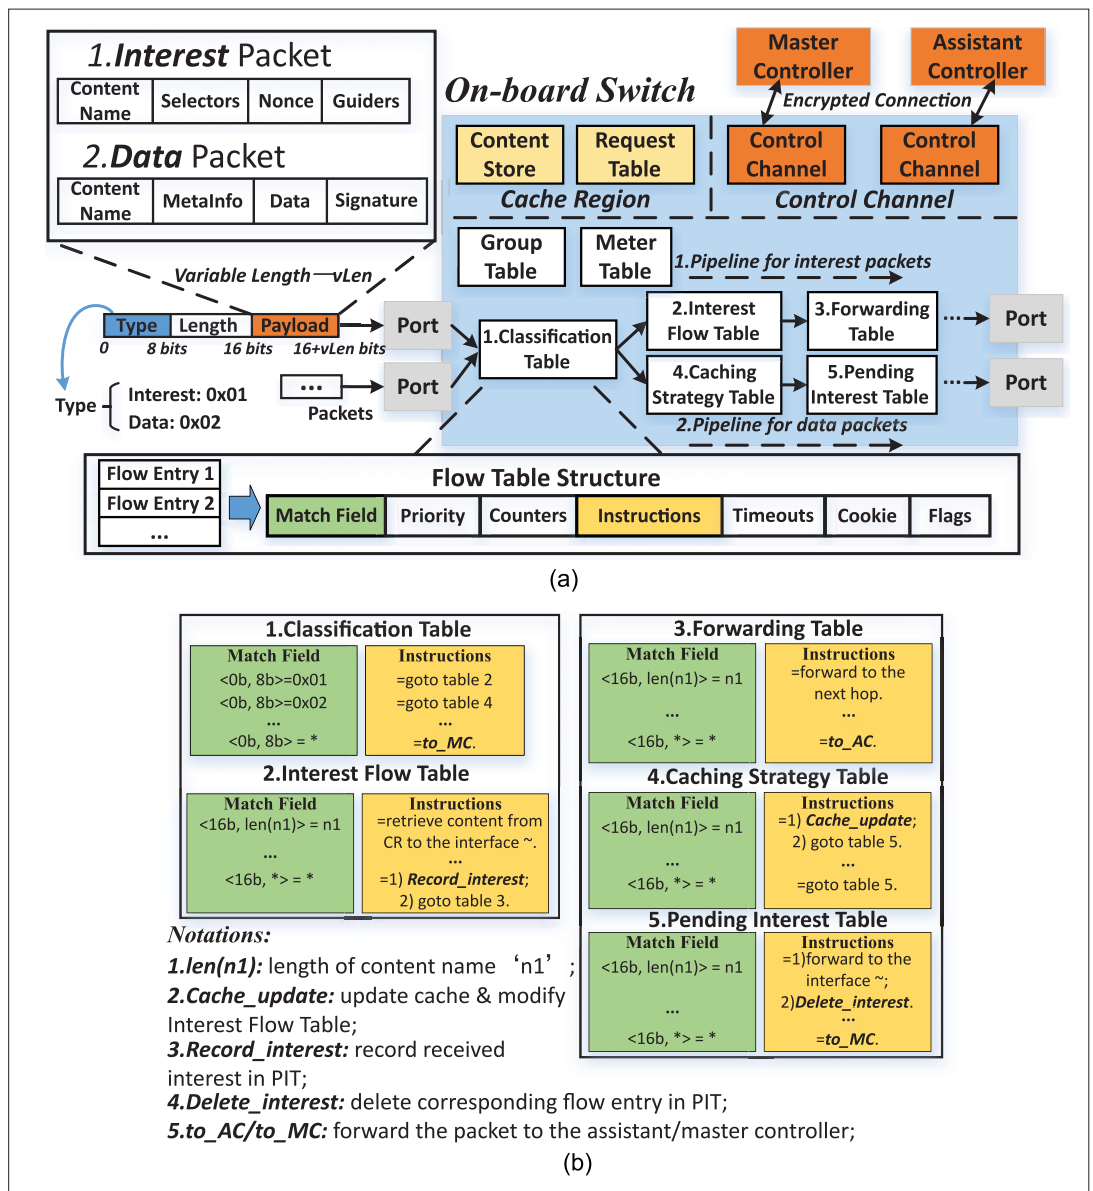 1.Interest Packet
Content Name Selectors Nonce Guiders
2.Data Packet
Content Name MetaInfo Data Signature
Variable Length—vLen
Type Length Payload
0 8 bits 16 bits 16+vLen bits
Type
Interest: 0x01
Data: 0x02
...
Packets
Port
Port
On-board Switch
Master Controller
Assistant Controller
Encrypted Connection
Content Store
Request Table
Cache Region
Control Channel
Control Channel
Control Channel
Group Table
Meter Table
1.Pipeline for interest packets
1.Classification Table
2.Interest Flow Table
3.Forwarding Table
...
Port
4.Caching Strategy Table
5.Pending Interest Table
...
Port
2.Pipeline for data packets
Flow Entry 1
Flow Entry 2
...
Flow Table Structure
Match Field Priority Counters Instructions Timeouts Cookie Flags
(a)
1.Classification Table
Match Field
<0b, 8b>=0x01
<0b, 8b>=0x02
...
<0b, 8b> = *
Instructions
=goto table 2
=goto table 4
...
=to_MC.
2.Interest Flow Table
Match Field
<16b, len(n1)> = n1
...
<16b, *> = *
Instructions
=retrieve content from
CR to the interface ~.
...
=1) Record_interest;
2) goto table 3.
3.Forwarding Table
Match Field
<16b, len(n1)> = n1
...
<16b, *> = *
Instructions
=forward to the
next hop.
...
=to_AC.
4.Caching Strategy Table
Match Field
<16b, len(n1)> = n1
...
<16b, *> = *
Instructions
=1) Cache_update;
2) goto table 5.
...
=goto table 5.
5.Pending Interest Table
Match Field
<16b, len(n1)> = n1
...
<16b, *> = *
Instructions
=1)forward to the
interface ~;
2)Delete_interest.
...
=to_MC.
Notations:
1.len(n1): length of content name ‘n1’ ;
2.Cache_update: update cache & modify
Interest Flow Table;
3.Record_interest: record received
interest in PIT;
4.Delete_interest: delete corresponding flow entry in PIT;
5.to_AC/to_MC: forward the packet to the assistant/master controller;
(b)